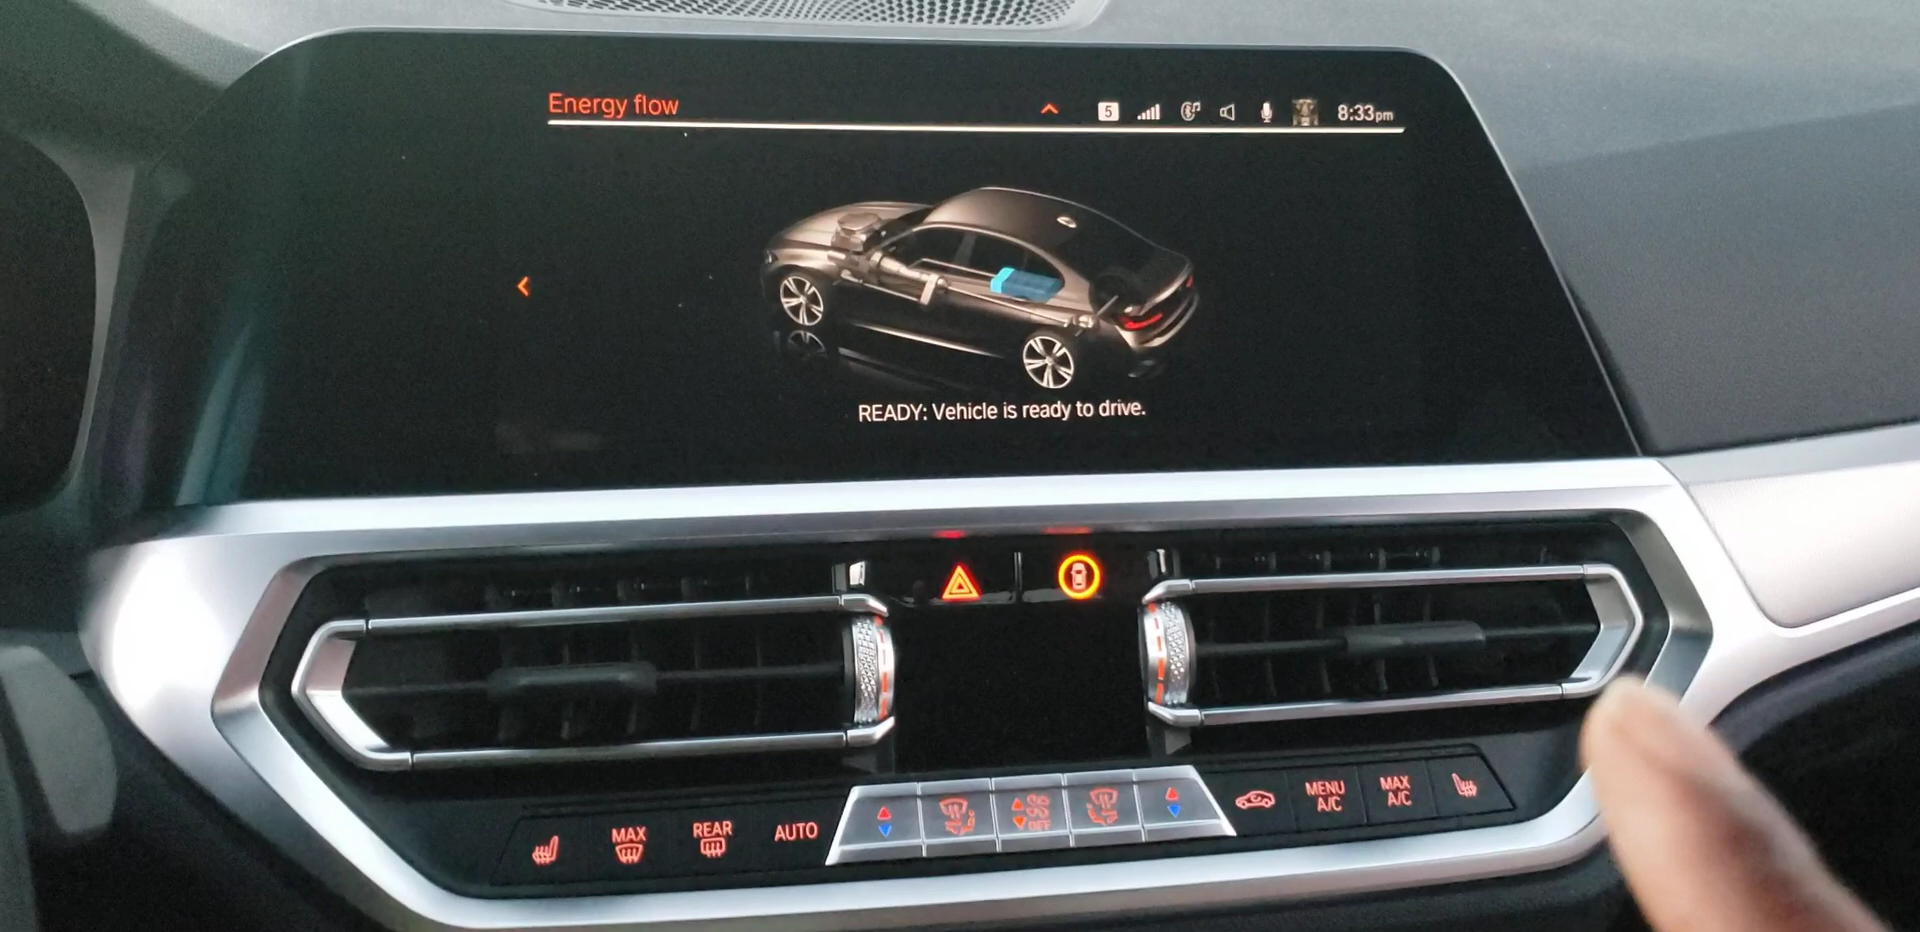 Energy flow
5
8:33pm
READY: Vehicle is ready to drive.
MAX
REAR
AUTO
OFF
MENU
A/C
MAX
A/C